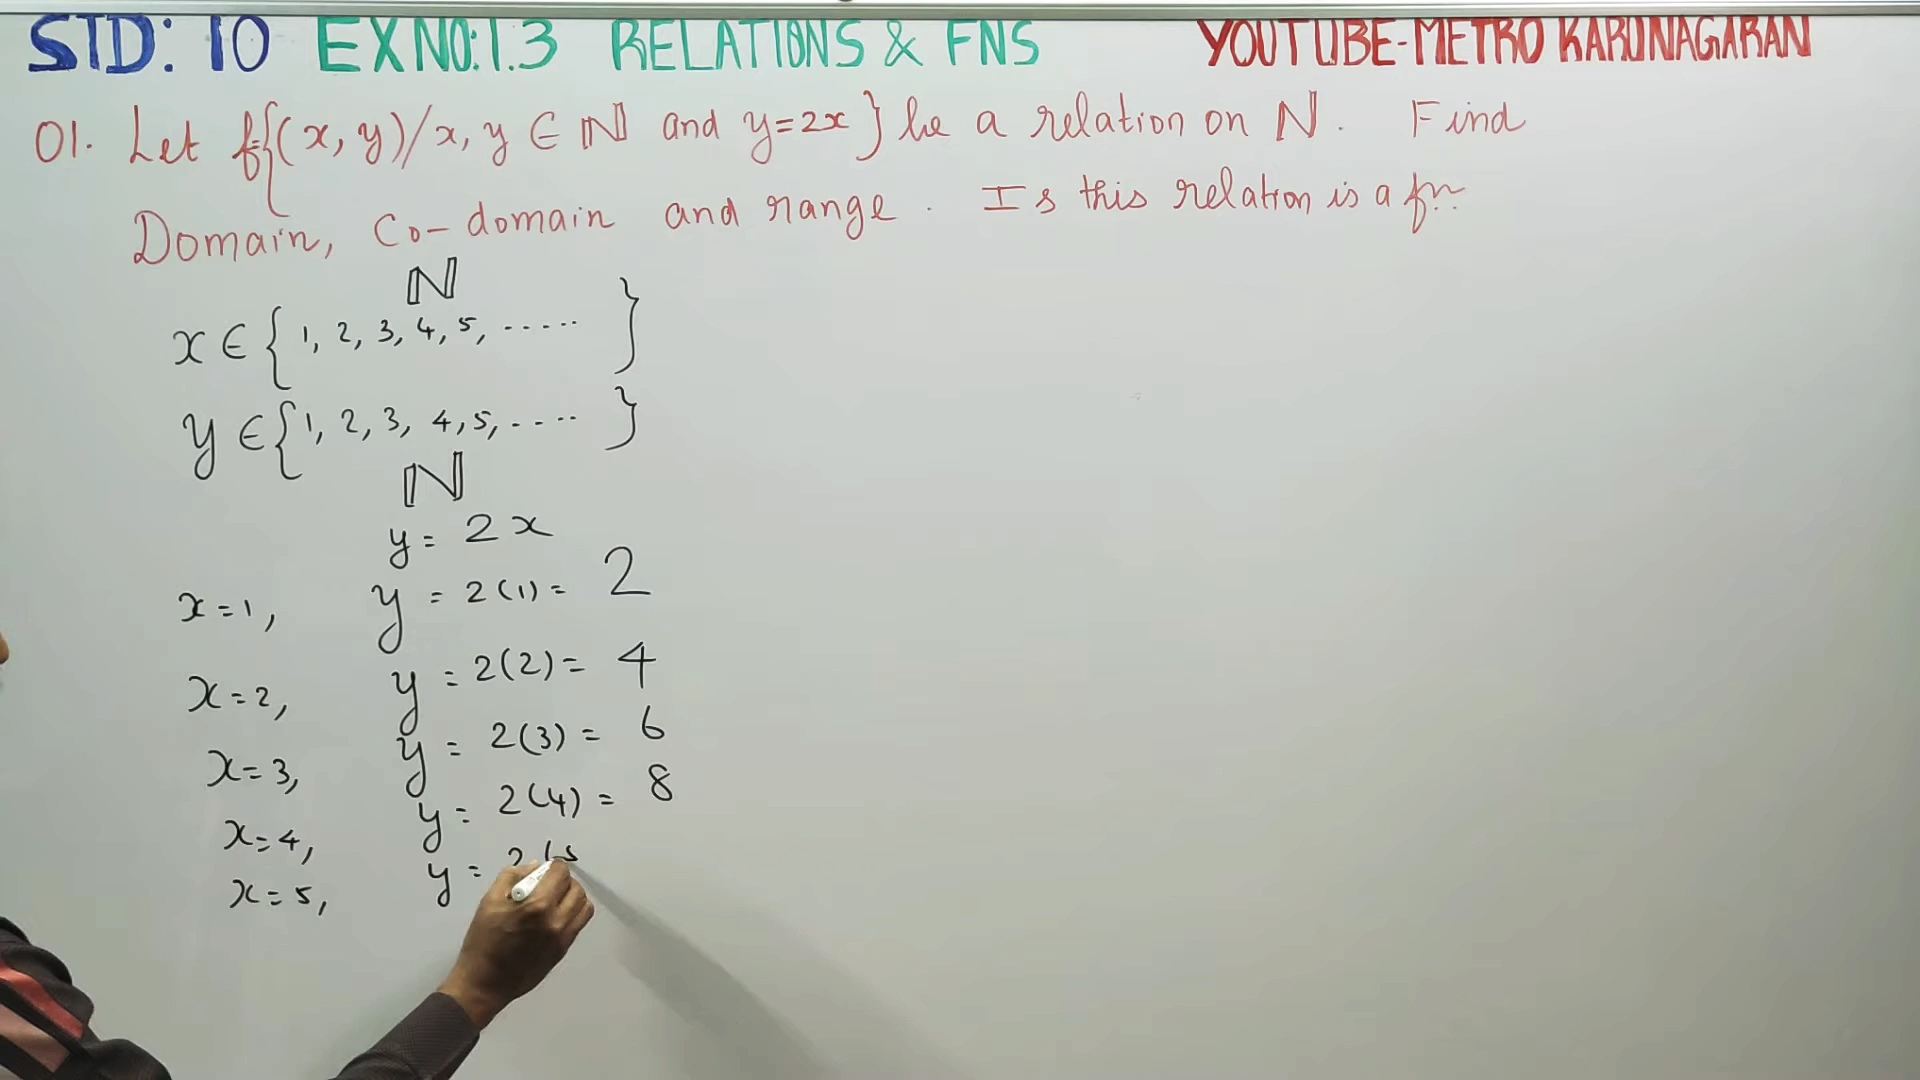 STD: 10 EX NO:1.3 RELATIONS & FNS YOUTUBE-METRO KARUNAGARAN
01. Let f={(x, y)/x, y ∈ ℕ and y=2x} be a relation on ℕ. Find
Domain, Co-domain and range. Is this relation is a fn
ℕ
x ∈ { 1, 2, 3, 4, 5, ..... }
y ∈ { 1, 2, 3, 4, 5, .... }
ℕ
y = 2x
x=1, y = 2(1) = 2
x=2, y = 2(2) = 4
x=3, y = 2(3) = 6
x=4, y = 2(4) = 8
x=5, y = 2(5